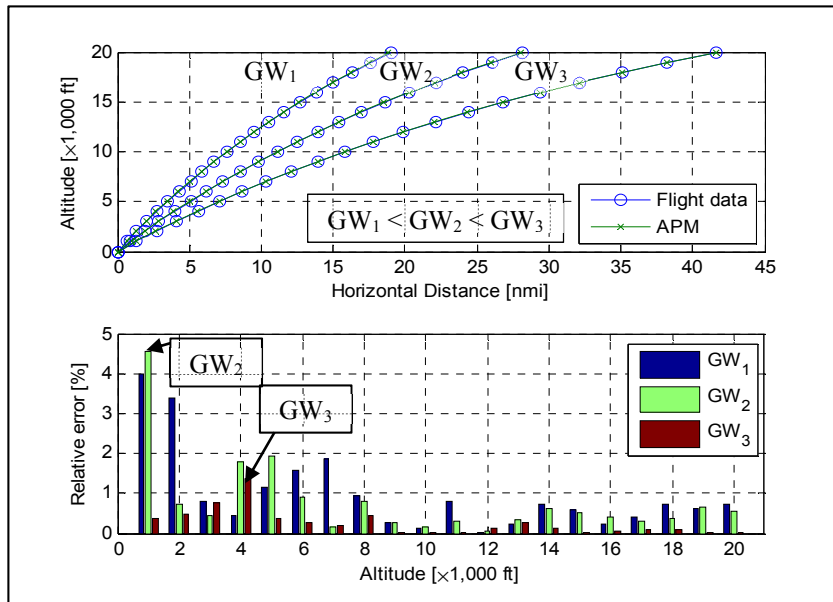 20
15
10
5
0
Altitude [×1,000 ft]
GW1
GW2
GW3
GW1 < GW2 < GW3
Flight data
APM
0 5 10 15 20 25 30 35 40 45
Horizontal Distance [nmi]
5
4
3
2
1
0
Relative error [%]
GW2
GW3
GW1
GW2
GW3
0 2 4 6 8 10 12 14 16 18 20
Altitude [×1,000 ft]